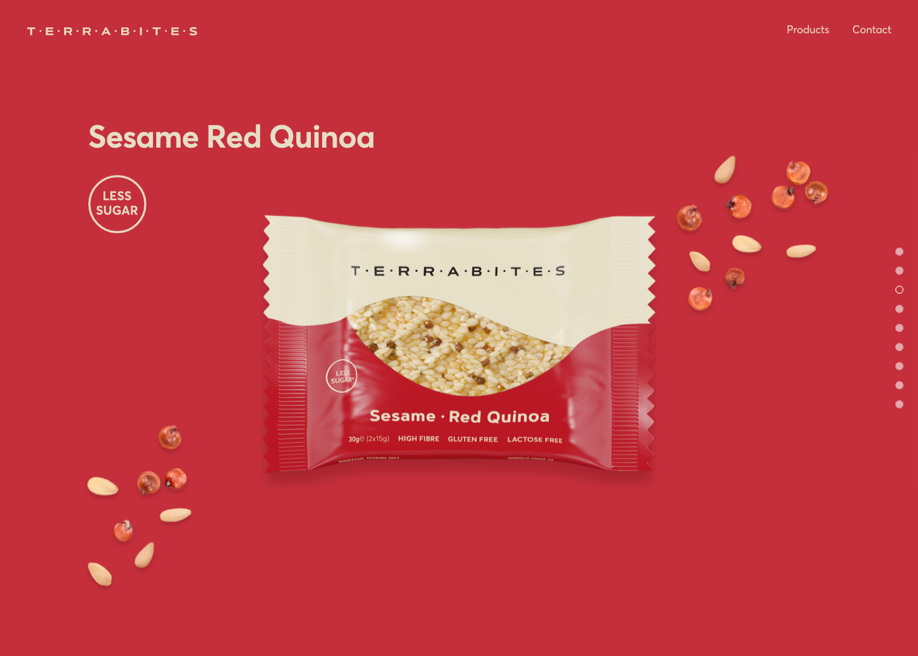 T·E·R·R·A·B·I·T·E·S
Products
Contact
Sesame Red Quinoa
LESS
SUGAR
T·E·R·R·A·B·I·T·E·S
LESS
SUGAR*
Sesame · Red Quinoa
30g℮ (2x15g) HIGH FIBRE GLUTEN FREE LACTOSE FREE